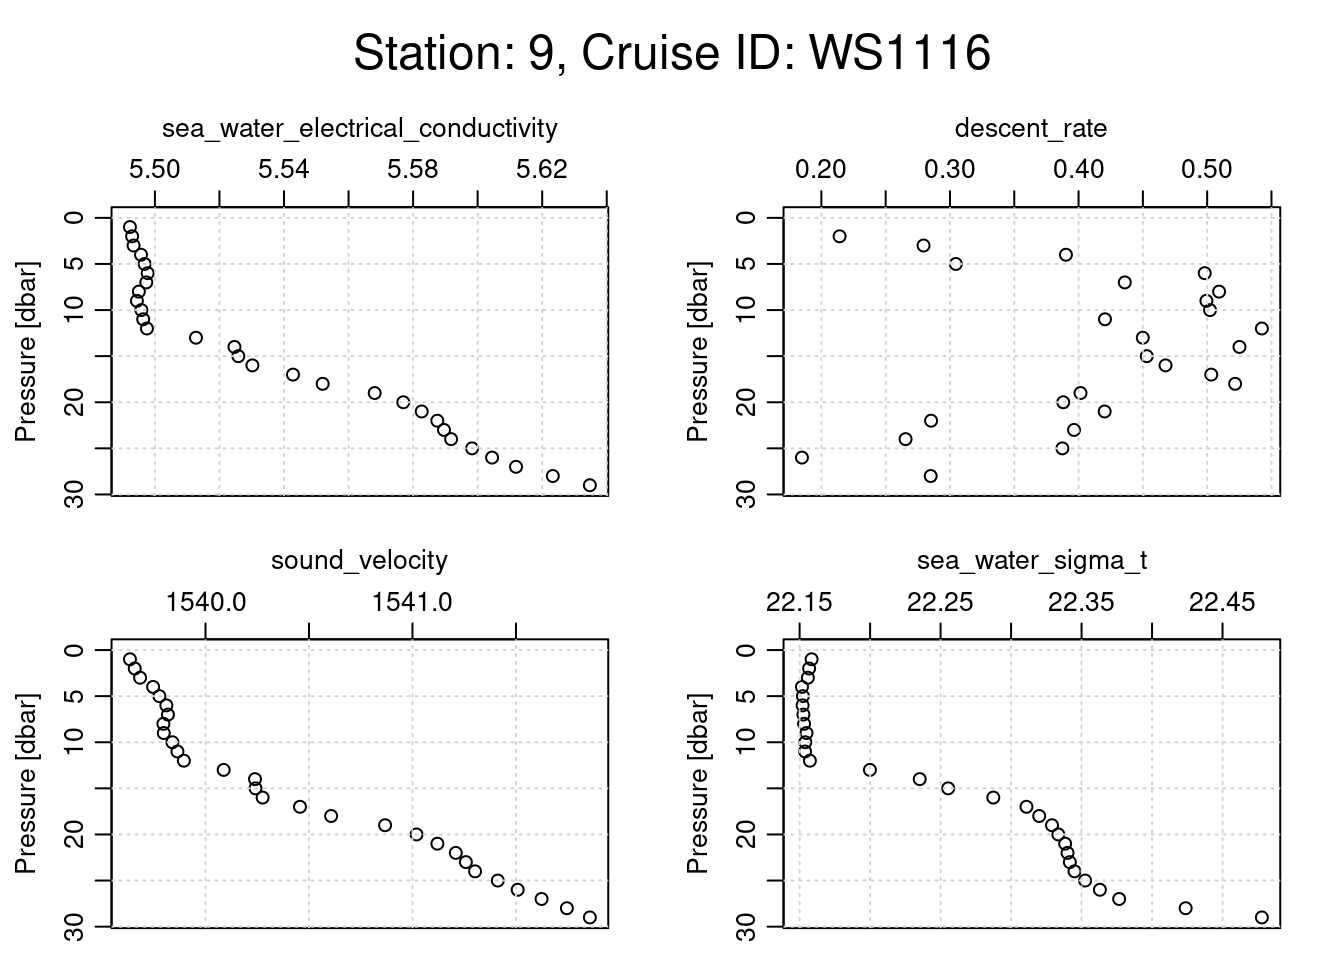 Station: 9, Cruise ID: WS1116
sea_water_electrical_conductivity
5.50 5.54 5.58 5.62
Pressure [dbar]
0
5
10
20
30
descent_rate
0.20 0.30 0.40 0.50
Pressure [dbar]
0
5
10
20
30
sound_velocity
1540.0 1541.0
Pressure [dbar]
0
5
10
20
30
sea_water_sigma_t
22.15 22.25 22.35 22.45
Pressure [dbar]
0
5
10
20
30